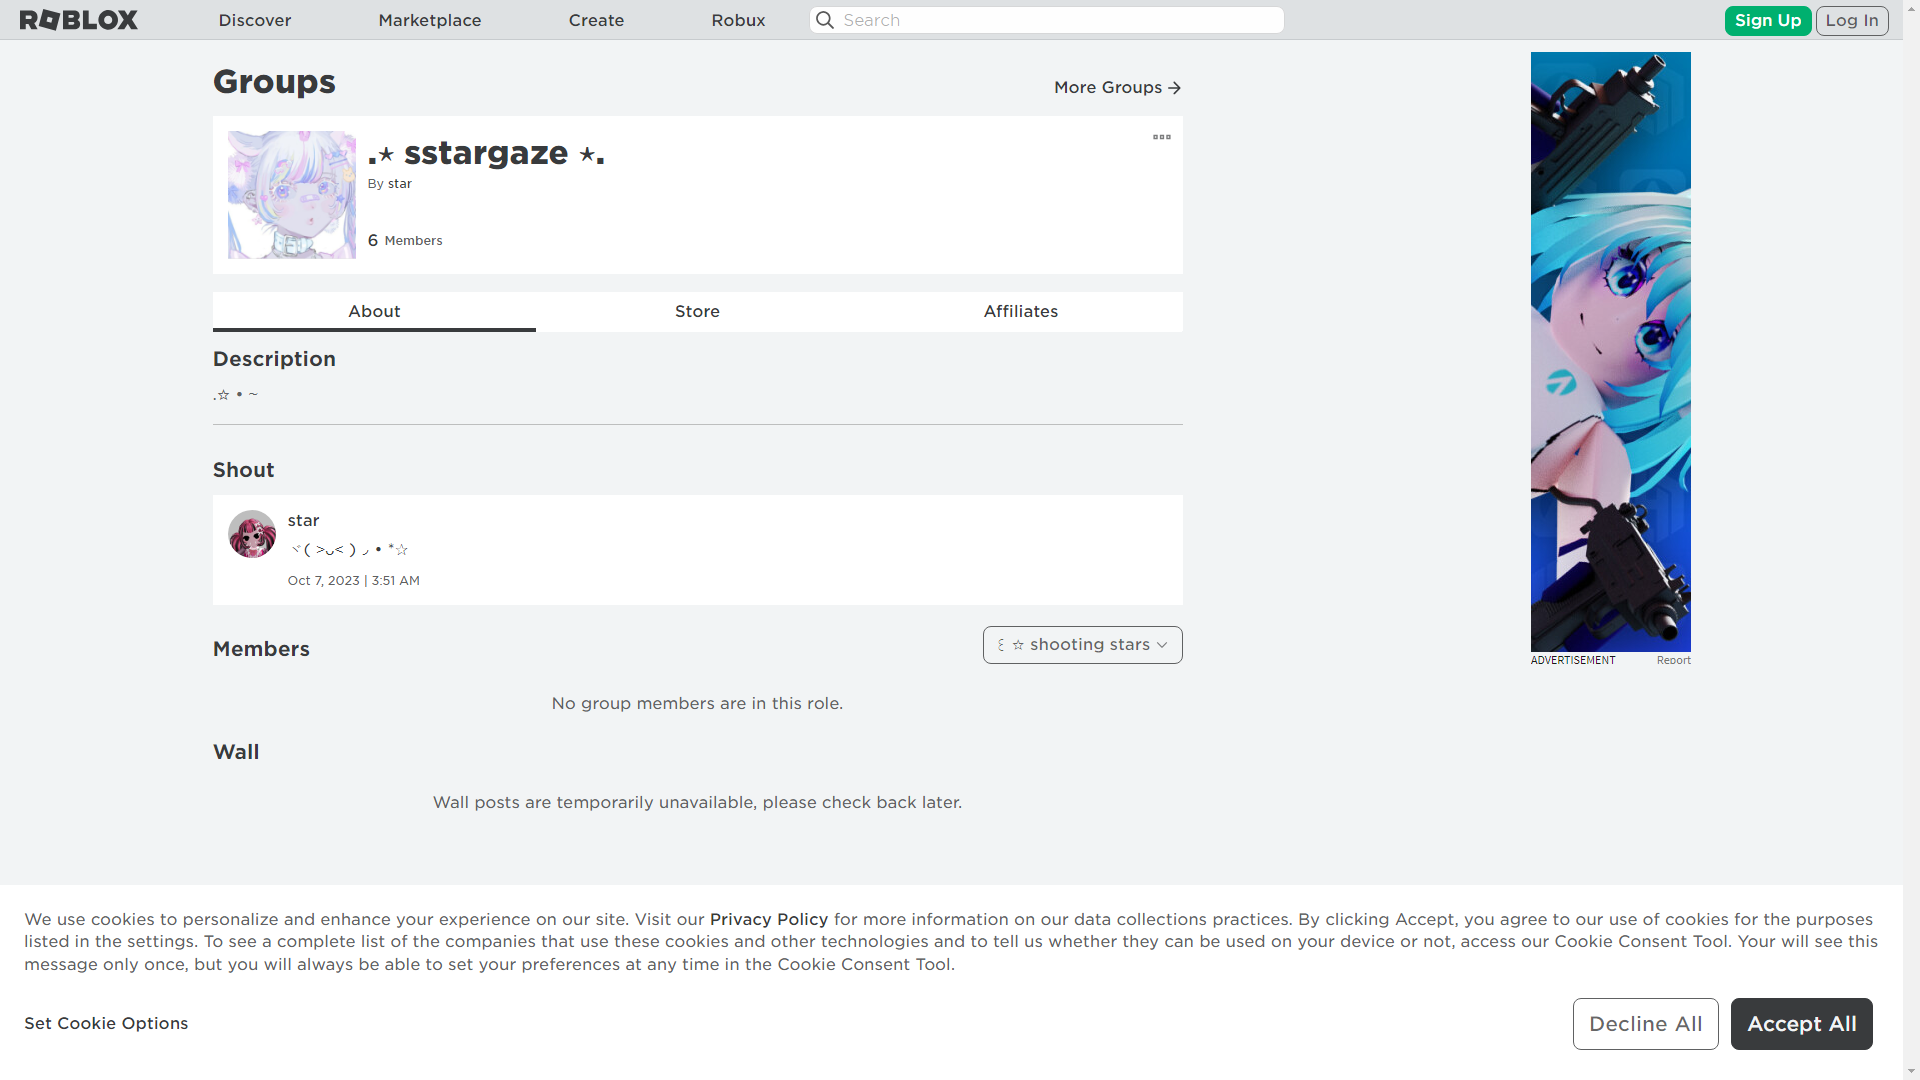 ROBLOX
Discover
Marketplace
Create
Robux
Search
Sign Up
Log In
Groups
More Groups →
.⋆ sstargaze ⋆.
By star
6 Members
About
Store
Affiliates
Description
.☆ • ~
Shout
star
ヾ( >ᴗ< ) ◞ • *☆
Oct 7, 2023 | 3:51 AM
Members
꒰ ☆ shooting stars
No group members are in this role.
Wall
Wall posts are temporarily unavailable, please check back later.
ADVERTISEMENT
Report
We use cookies to personalize and enhance your experience on our site. Visit our Privacy Policy for more information on our data collections practices. By clicking Accept, you agree to our use of cookies for the purposes
listed in the settings. To see a complete list of the companies that use these cookies and other technologies and to tell us whether they can be used on your device or not, access our Cookie Consent Tool. Your will see this
message only once, but you will always be able to set your preferences at any time in the Cookie Consent Tool.
Set Cookie Options
Decline All
Accept All